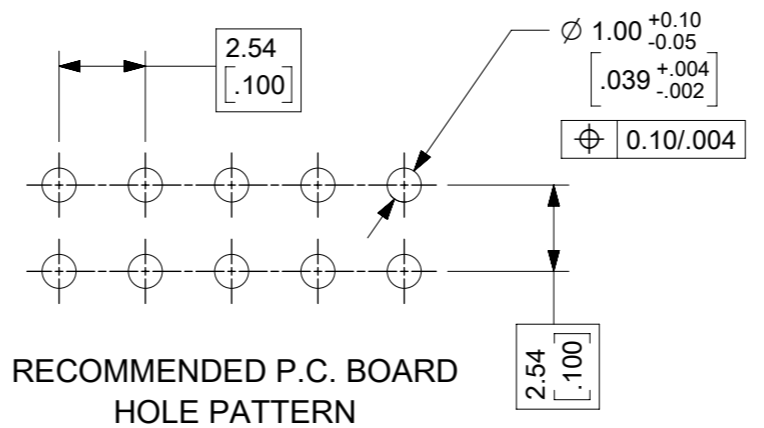 2.54
[.100]
Ø 1.00 +0.10
-0.05
[.039 +.004
-.002]
⌖ 0.10/.004
2.54
[.100]
RECOMMENDED P.C. BOARD
HOLE PATTERN